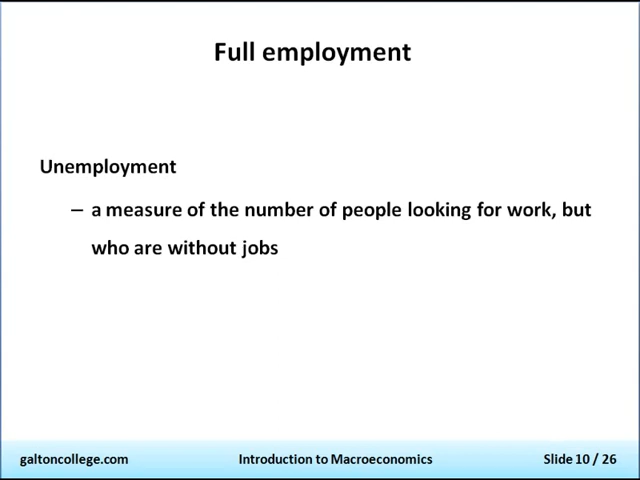 Full employment
Unemployment
– a measure of the number of people looking for work, but
who are without jobs
galtoncollege.com Introduction to Macroeconomics Slide 10 / 26